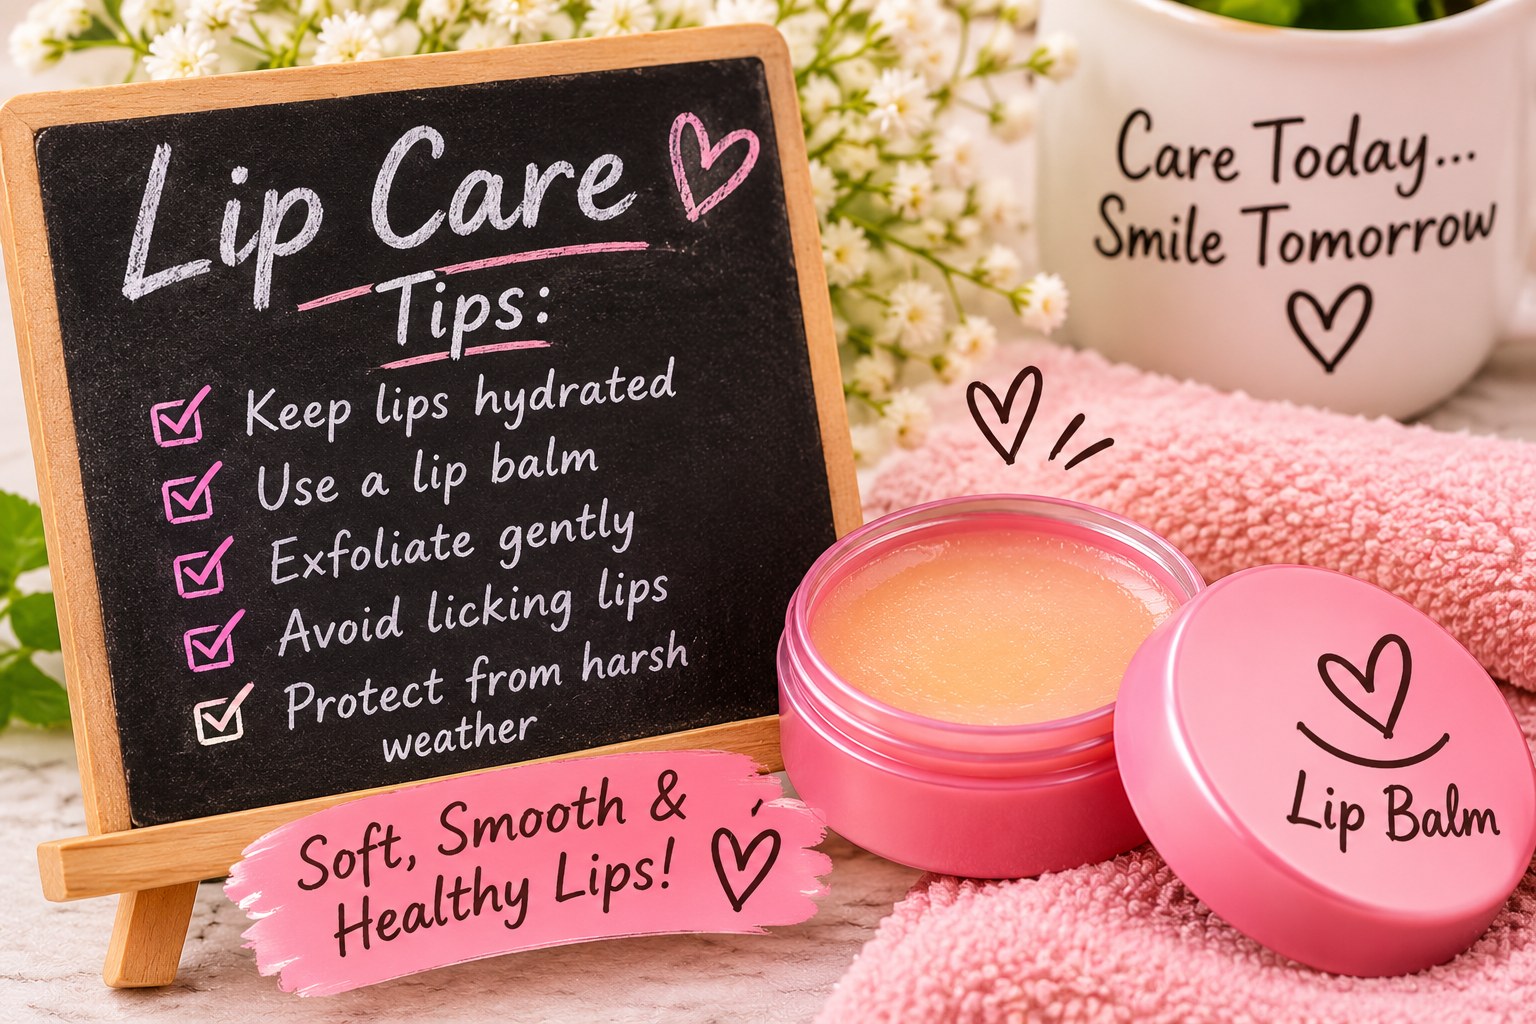 Lip Care
Tips:
Keep lips hydrated
Use a lip balm
Exfoliate gently
Avoid licking lips
Protect from harsh
weather
Soft, Smooth &
Healthy Lips!
Care Today...
Smile Tomorrow
Lip Balm